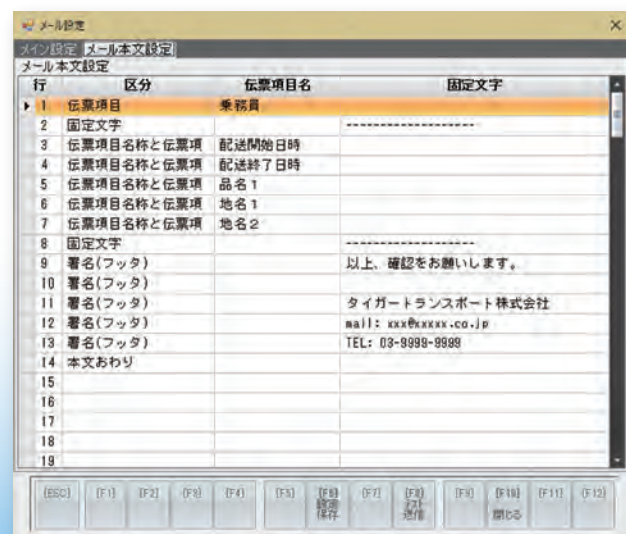 メール設定
メイン設定 メール本文設定
メール本文設定
行 区分 伝票項目名 固定文字
1 伝票項目 乗務員
2 固定文字 -------------------
3 伝票項目名称と伝票項 配送開始日時
4 伝票項目名称と伝票項 配送終了日時
5 伝票項目名称と伝票項 品名1
6 伝票項目名称と伝票項 地名1
7 伝票項目名称と伝票項 地名2
8 固定文字 -------------------
9 署名(フッタ) 以上、確認をお願いします。
10 署名(フッタ)
11 署名(フッタ) タイガートランスポート株式会社
12 署名(フッタ) mail: xxx@xxxxx.co.jp
13 署名(フッタ) TEL: 03-9999-9999
14 本文おわり
15
16
17
18
19
[ESC] [F1] [F2] [F3] [F4] [F5] [F6] [F7] [F8] [F9] [F10] [F11] [F12]
設定 テスト 閉じる
保存 送信